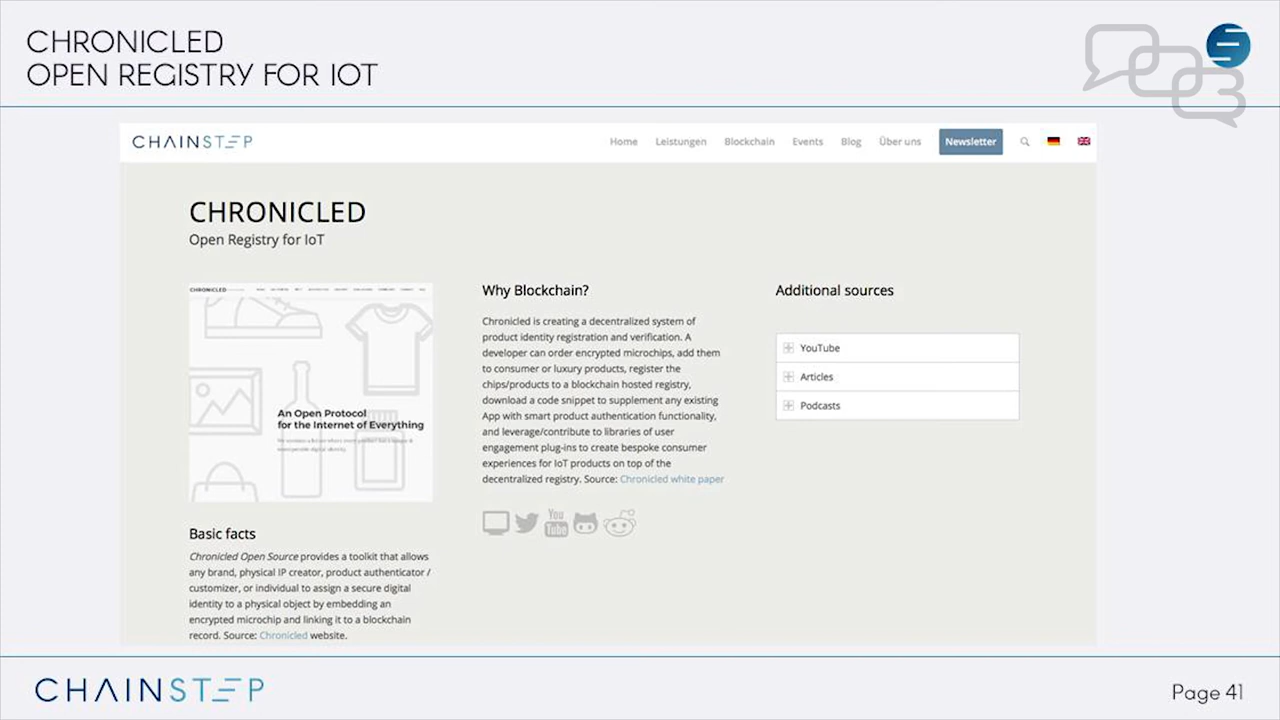 CHRONICLED
OPEN REGISTRY FOR IOT
CHAINSTEP
Home Leistungen Blockchain Events Blog Über uns Newsletter
CHRONICLED
Open Registry for IoT
CHRONICLED
An Open Protocol
for the Internet of Everything
Basic facts
Chronicled Open Source provides a toolkit that allows
any brand, physical IP creator, product authenticator /
customizer, or individual to assign a secure digital
identity to a physical object by embedding an
encrypted microchip and linking it to a blockchain
record. Source: Chronicled website.
Why Blockchain?
Chronicled is creating a decentralized system of
product identity registration and verification. A
developer can order encrypted microchips, add them
to consumer or luxury products, register the
chips/products to a blockchain hosted registry,
download a code snippet to supplement any existing
App with smart product authentication functionality,
and leverage/contribute to libraries of user
engagement plug-ins to create bespoke consumer
experiences for IoT products on top of the
decentralized registry. Source: Chronicled white paper
You
Tube
Additional sources
YouTube
Articles
Podcasts
CHAINSTEP
Page 41